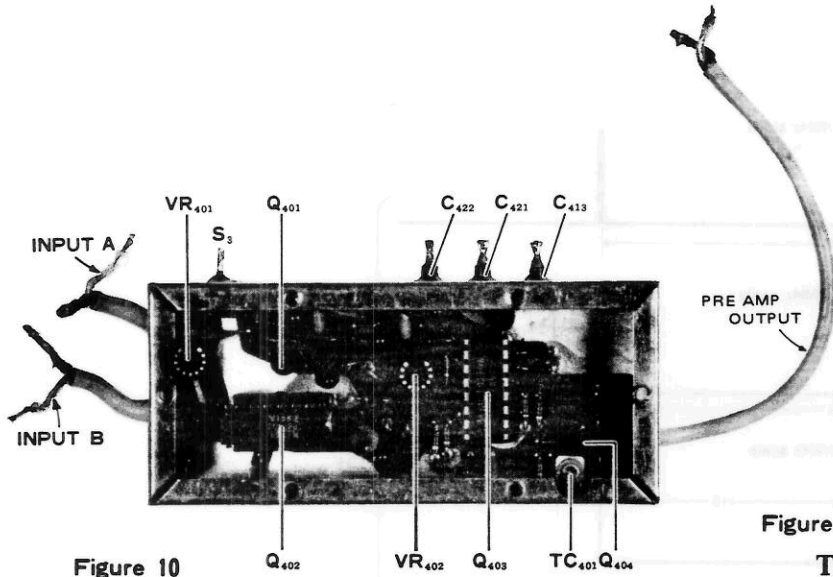 VR401 Q401 C422 C421 C413
S3
INPUT A
PRE AMP
OUTPUT
INPUT B
Figure
Figure 10 Q402 VR402 Q403 TC401 Q404 T